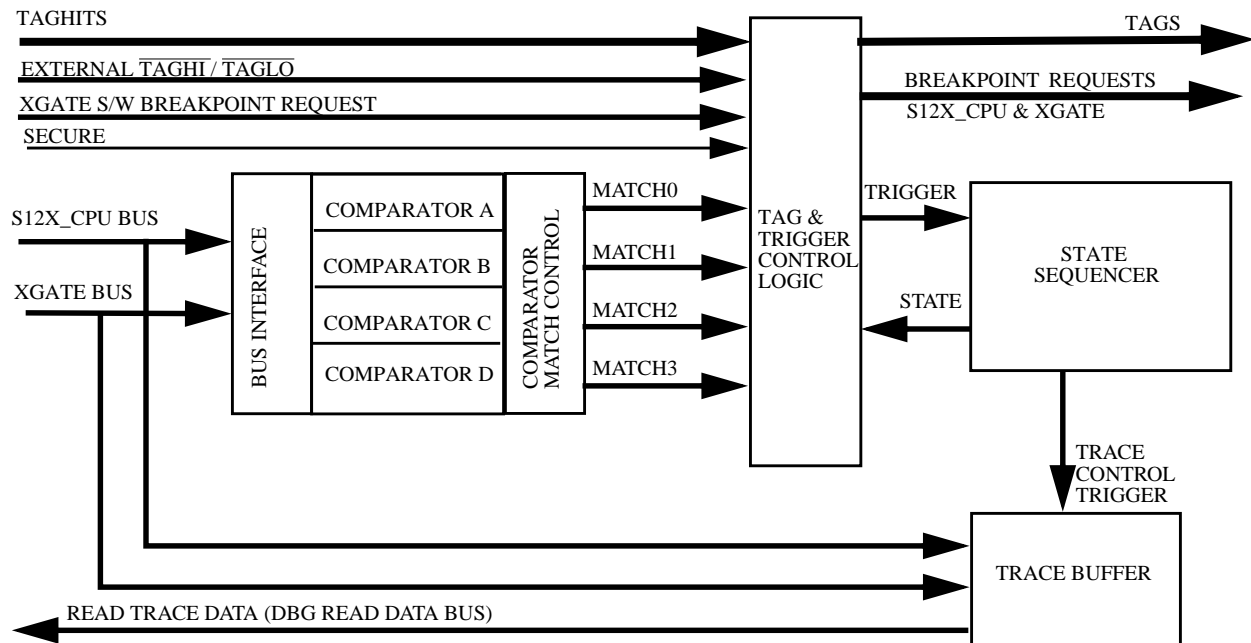 TAGHITS
TAGS
EXTERNAL TAGHI / TAGLO
XGATE S/W BREAKPOINT REQUEST
SECURE
BREAKPOINT REQUESTS
S12X_CPU & XGATE
S12X_CPU BUS
XGATE BUS
BUS INTERFACE
COMPARATOR A
COMPARATOR B
COMPARATOR C
COMPARATOR D
COMPARATOR
MATCH CONTROL
MATCH0
MATCH1
MATCH2
MATCH3
TAG &
TRIGGER
CONTROL
LOGIC
TRIGGER
STATE
STATE
SEQUENCER
TRACE
CONTROL
TRIGGER
TRACE BUFFER
READ TRACE DATA (DBG READ DATA BUS)